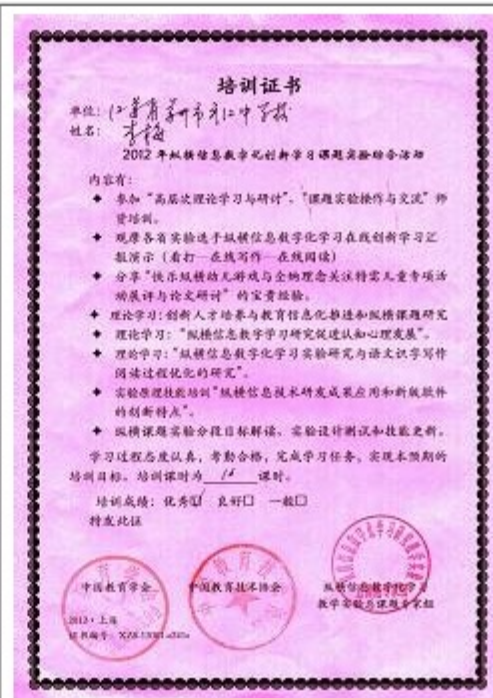 培训证书
单位：江苏省苏州市
姓名：李梅
2012 年纵横信息数字化创新学习课题实验综合活动
内容有：
◆ 参加“高层次理论学习与研讨”、“课题实验操作与交流”师
资培训。
◆ 观摩各省实验选手纵横信息数字化学习在线创新学习汇
报演示（看打—在线写作—在线阅读）
◆ 分享“快乐纵横幼儿游戏与全纳理念关注特需儿童专项活
动展评与论文研讨”的宝贵经验。
◆ 理论学习：创新人才培养与教育信息化推进和纵横课题研究
◆ 理论学习：“纵横信息数字学习研究促进认知心理发展”。
◆ 理论学习：“纵横信息数字化学习实验研究与语文识字写作
阅读过程优化的研究”。
◆ 实验原理技能培训“纵横信息技术研发成果应用和新版软件
的创新特点”。
◆ 纵横课题实验分段目标解读、实验设计测试和技能更新。
学习过程态度认真，考勤合格，完成学习任务，实现本预期的
培训目标。培训课时为 16 课时。
培训成绩：优秀☑ 良好☐ 一般☐
特发此证
中国教育学会 中国教育技术协会 纵横信息数字化学习
教学实验总课题专家组
2012·上海
证书编号：